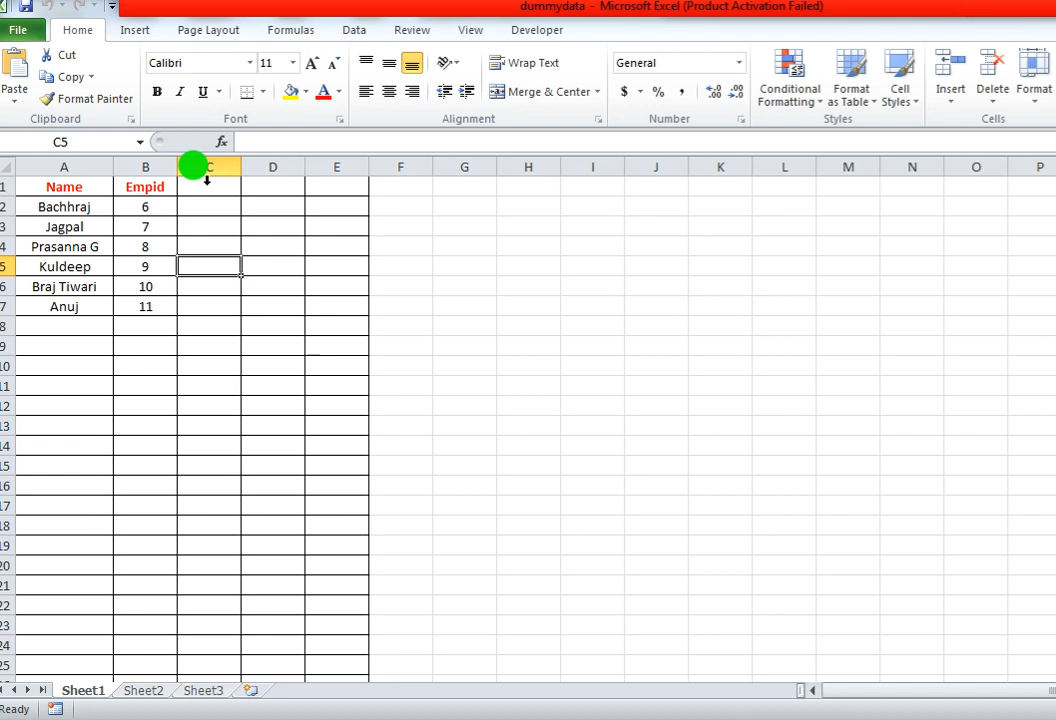 dummydata - Microsoft Excel (Product Activation Failed)
File Home Insert Page Layout Formulas Data Review View Developer
Cut
Copy
Format Painter
Paste
Clipboard
Calibri 11
B I U
Font
Wrap Text
Merge & Center
Alignment
General
$ % ,
Number
Conditional Formatting
Format as Table
Cell Styles
Styles
Insert Delete Format
Cells
C5 fx
A B C D E F G H I J K L M N O P
1 Name Empid
2 Bachhraj 6
3 Jagpal 7
4 Prasanna G 8
5 Kuldeep 9
6 Braj Tiwari 10
7 Anuj 11
8
9
10
11
12
13
14
15
16
17
18
19
20
21
22
23
24
25
Sheet1 Sheet2 Sheet3
Ready